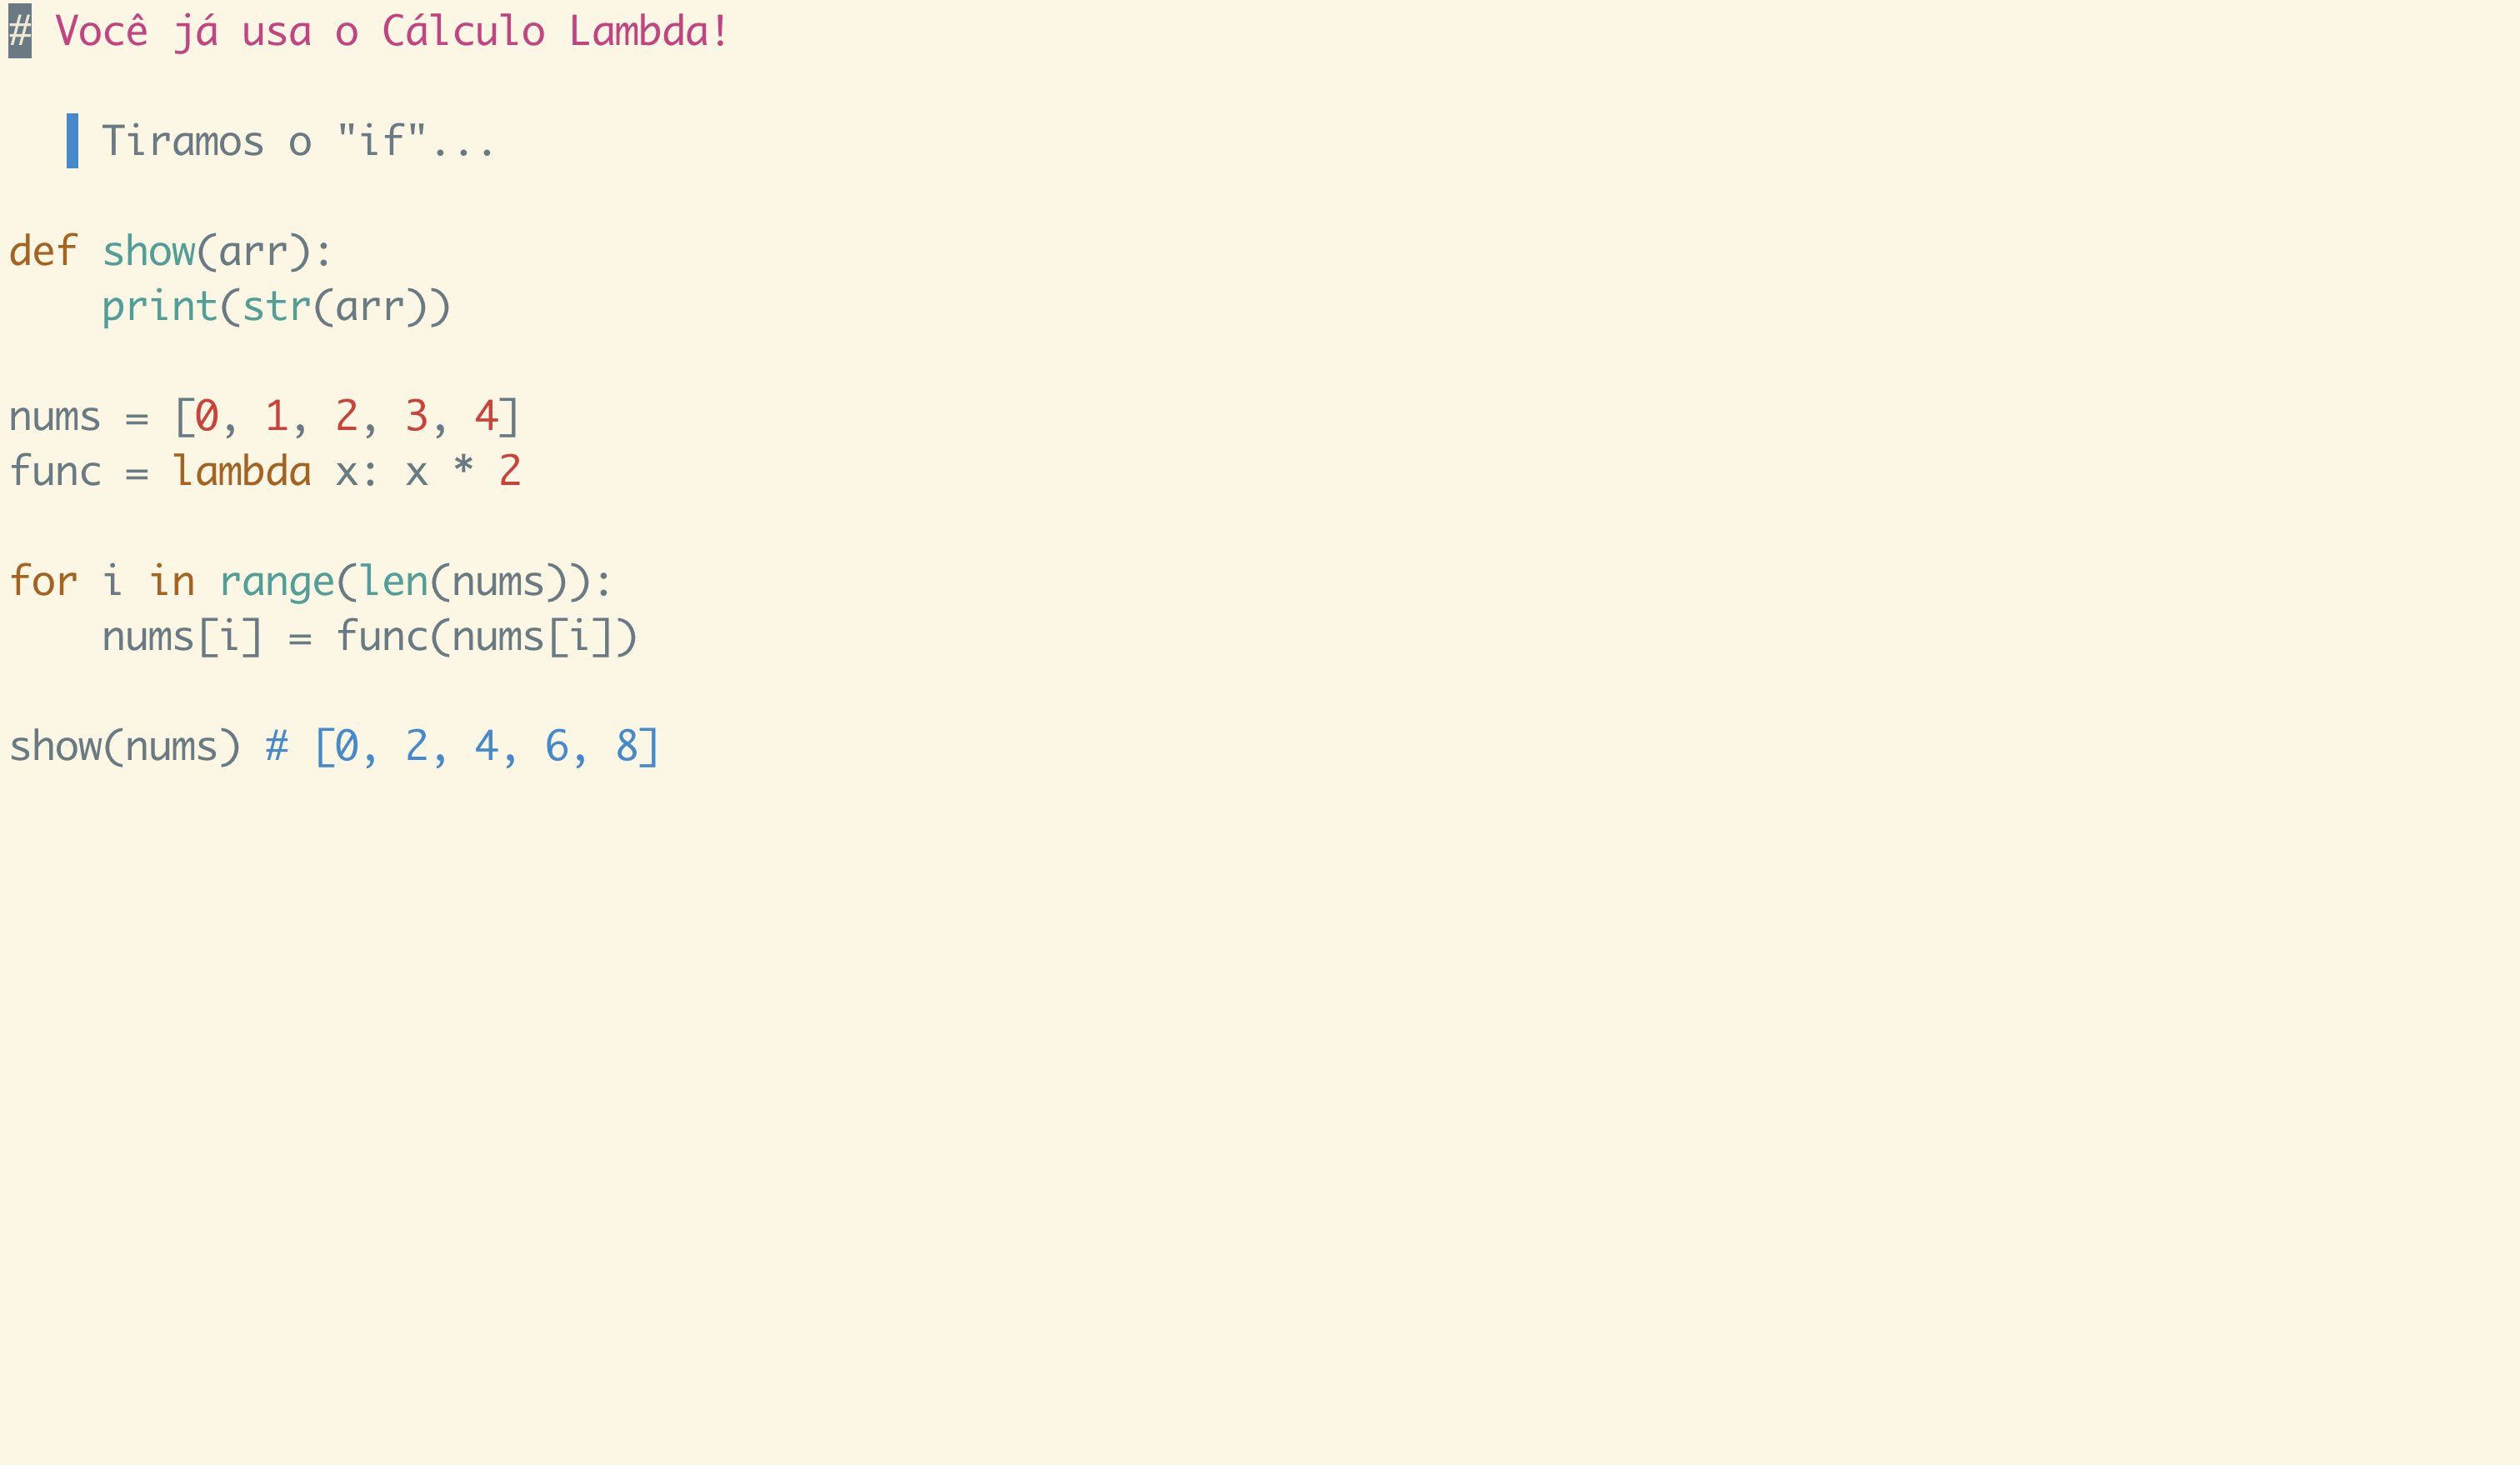 # Você já usa o Cálculo Lambda!
Tiramos o "if"...
def show(arr):
    print(str(arr))
nums = [0, 1, 2, 3, 4]
func = lambda x: x * 2
for i in range(len(nums)):
    nums[i] = func(nums[i])
show(nums) # [0, 2, 4, 6, 8]